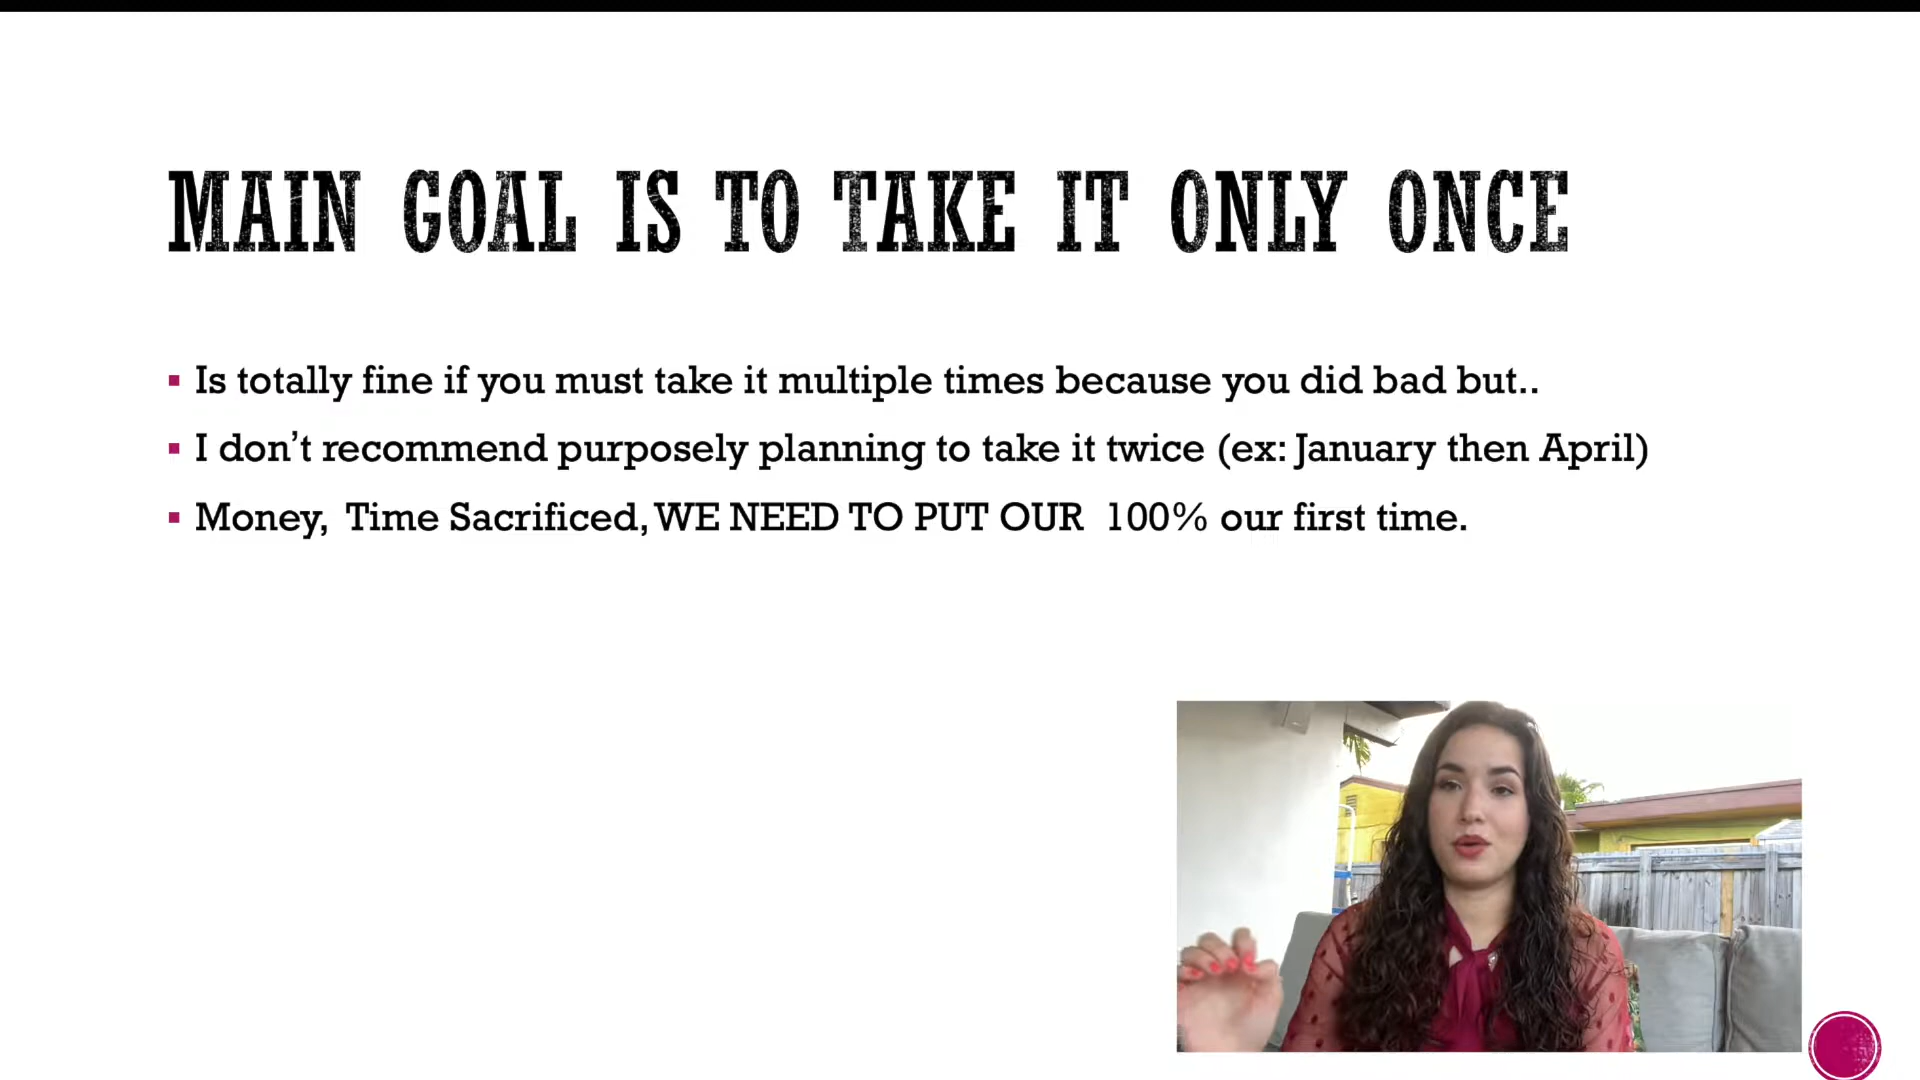 MAIN GOAL IS TO TAKE IT ONLY ONCE
Is totally fine if you must take it multiple times because you did bad but..
I don’t recommend purposely planning to take it twice (ex: January then April)
Money, Time Sacrificed, WE NEED TO PUT OUR 100% our first time.